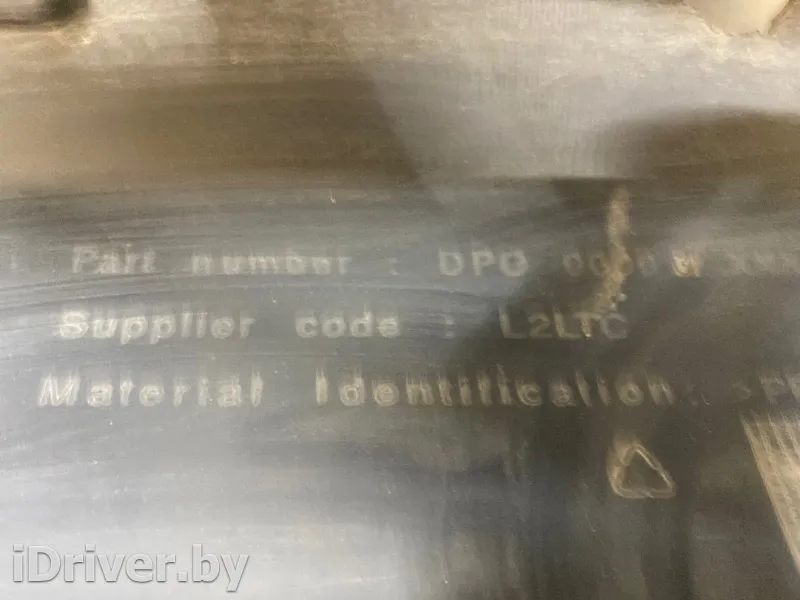 Part number : DPO
Supplier code : L2LTC
Material Identification
iDriver.by